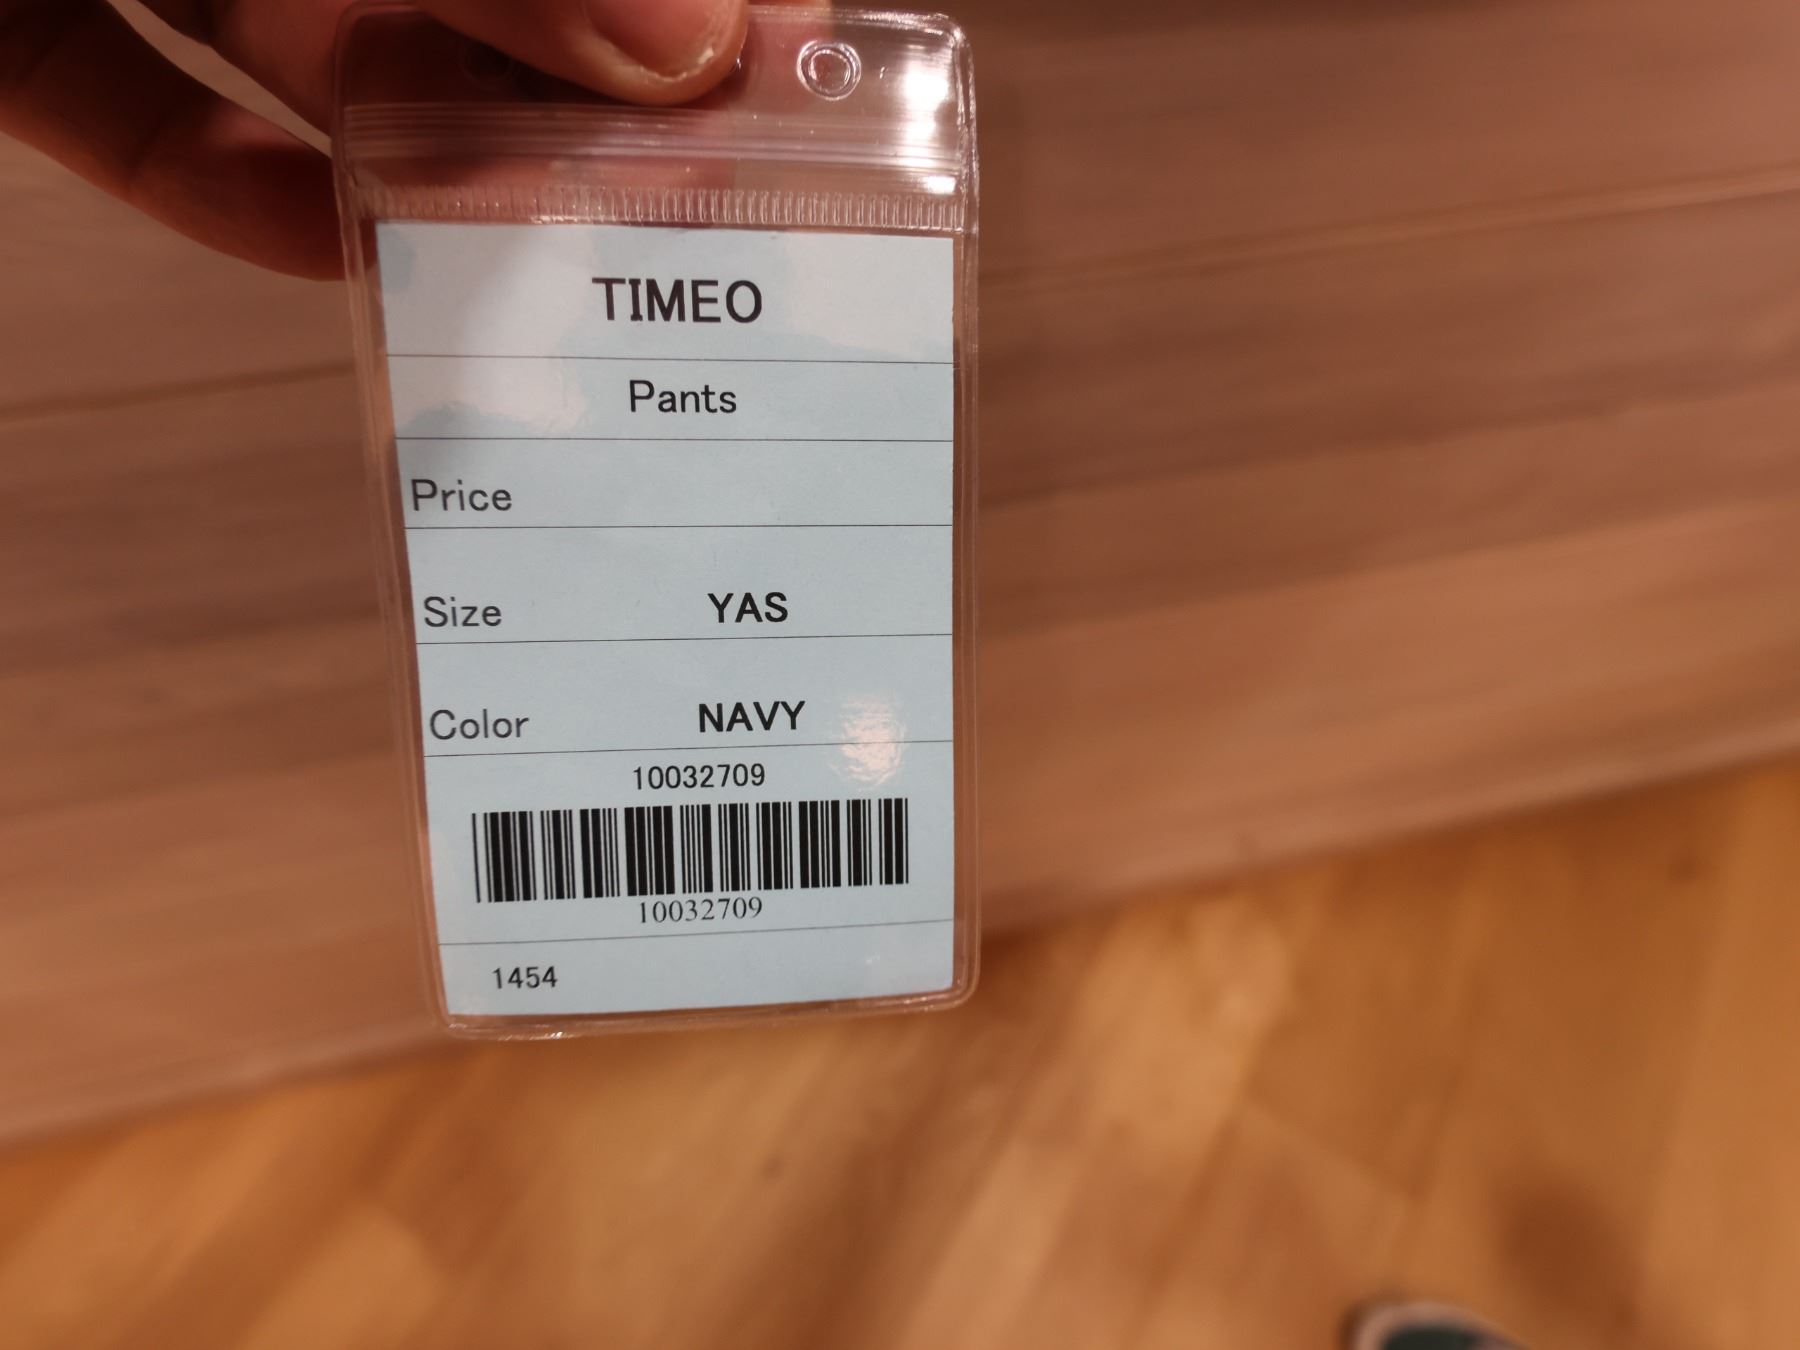 TIMEO
Pants
Price
Size YAS
Color NAVY
10032709
10032709
1454